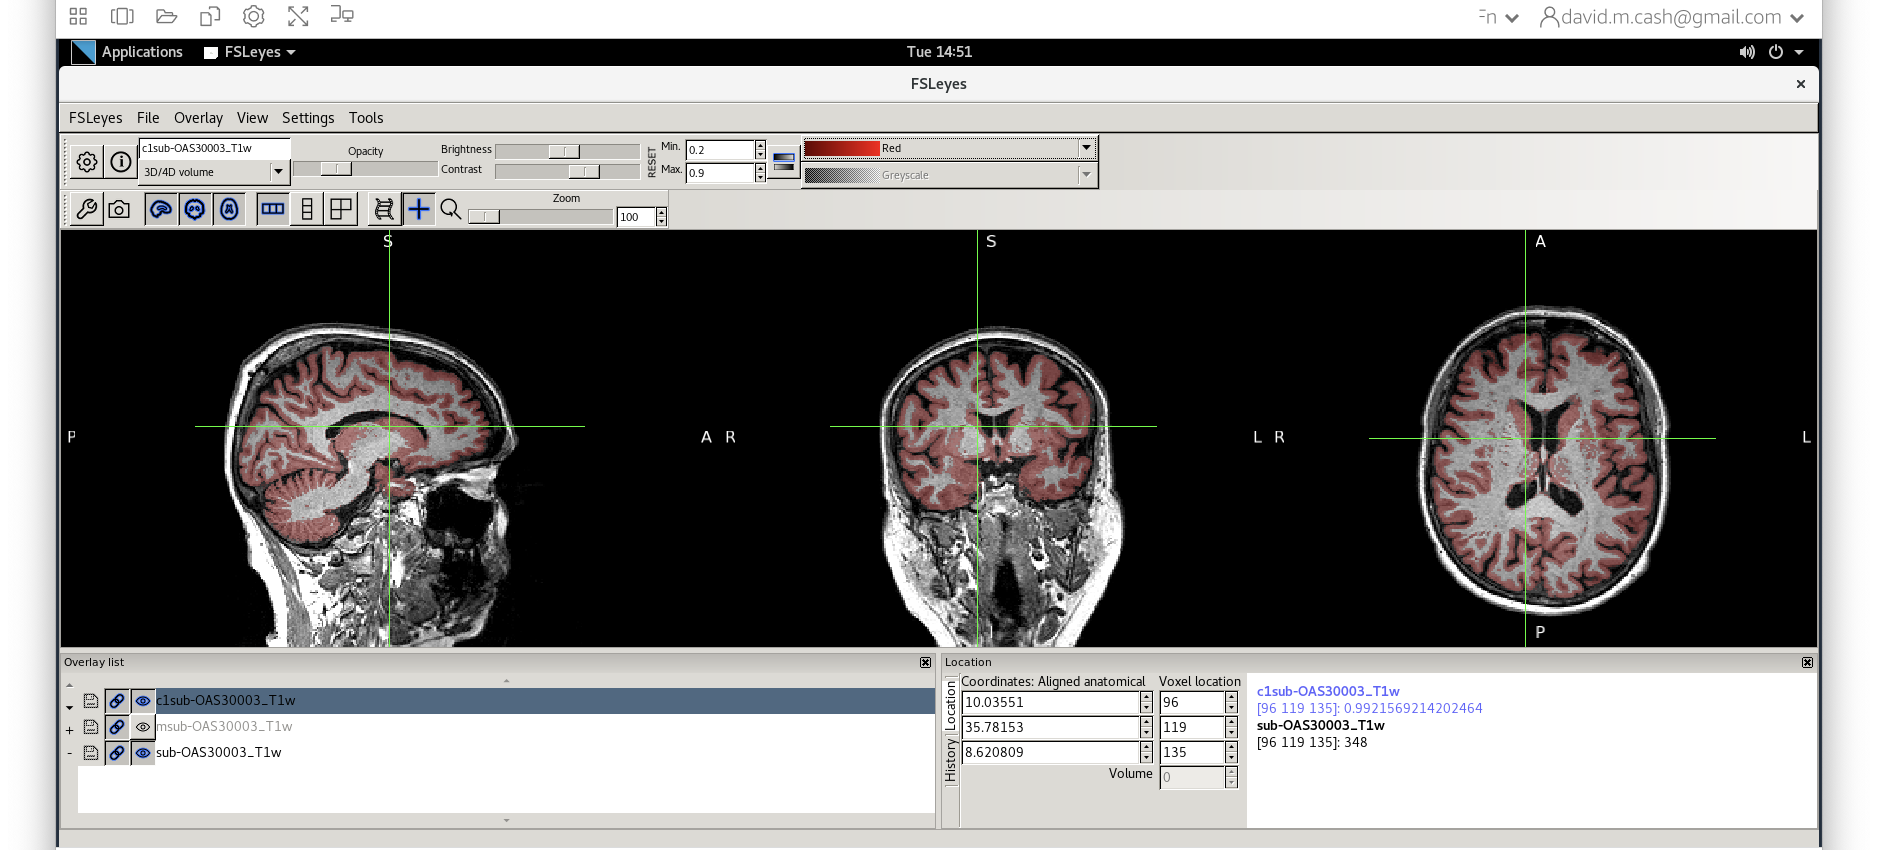 david.m.cash@gmail.com
Applications
FSLeyes
Tue 14:51
FSLeyes
FSLeyes File Overlay View Settings Tools
c1sub-OAS30003_T1w
3D/4D volume
Opacity
Brightness
Contrast
RESET
Min. 0.2
Max. 0.9
Red
Greyscale
Zoom
100
S
S
A
P
A R
L R
L
P
Overlay list
c1sub-OAS30003_T1w
msub-OAS30003_T1w
sub-OAS30003_T1w
Location
Location
History
Coordinates: Aligned anatomical Voxel location
10.03551 96
35.78153 119
8.620809 135
Volume 0
c1sub-OAS30003_T1w
[96 119 135]: 0.9921569214202464
sub-OAS30003_T1w
[96 119 135]: 348